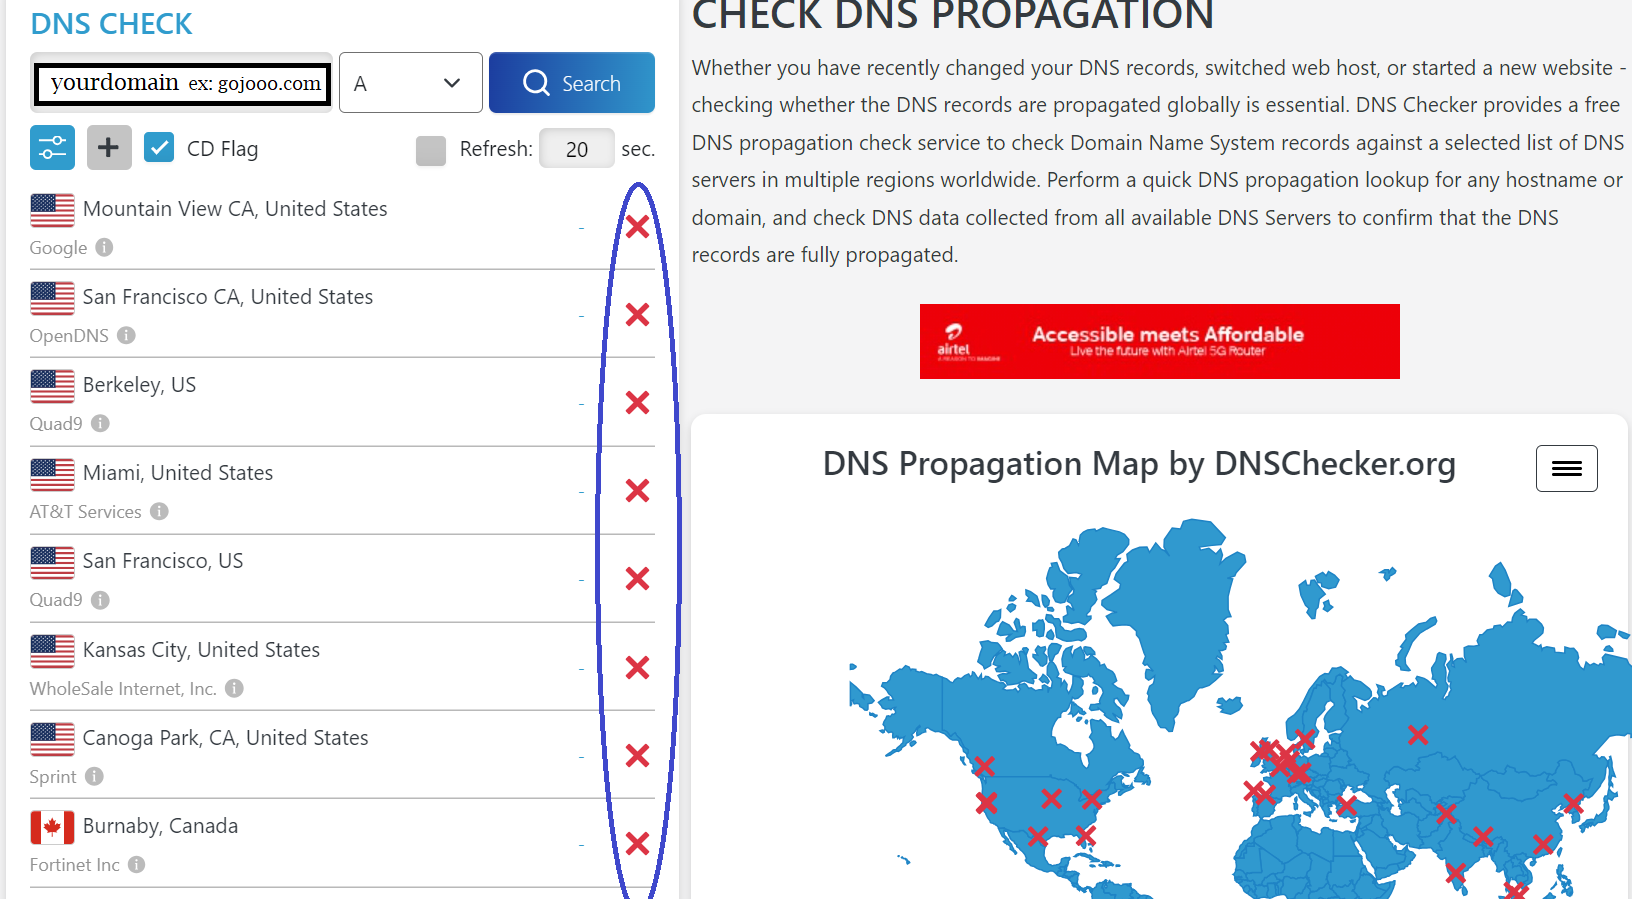 DNS CHECK
yourdomain ex: gojooo.com
A
Search
CD Flag
Refresh: 20 sec.
Mountain View CA, United States
Google
San Francisco CA, United States
OpenDNS
Berkeley, US
Quad9
Miami, United States
AT&T Services
San Francisco, US
Quad9
Kansas City, United States
WholeSale Internet, Inc.
Canoga Park, CA, United States
Sprint
Burnaby, Canada
Fortinet Inc
CHECK DNS PROPAGATION
Whether you have recently changed your DNS records, switched web host, or started a new website -
checking whether the DNS records are propagated globally is essential. DNS Checker provides a free
DNS propagation check service to check Domain Name System records against a selected list of DNS
servers in multiple regions worldwide. Perform a quick DNS propagation lookup for any hostname or
domain, and check DNS data collected from all available DNS Servers to confirm that the DNS
records are fully propagated.
airtel
Accessible meets Affordable
Live the future with Airtel 5G Router
DNS Propagation Map by DNSChecker.org